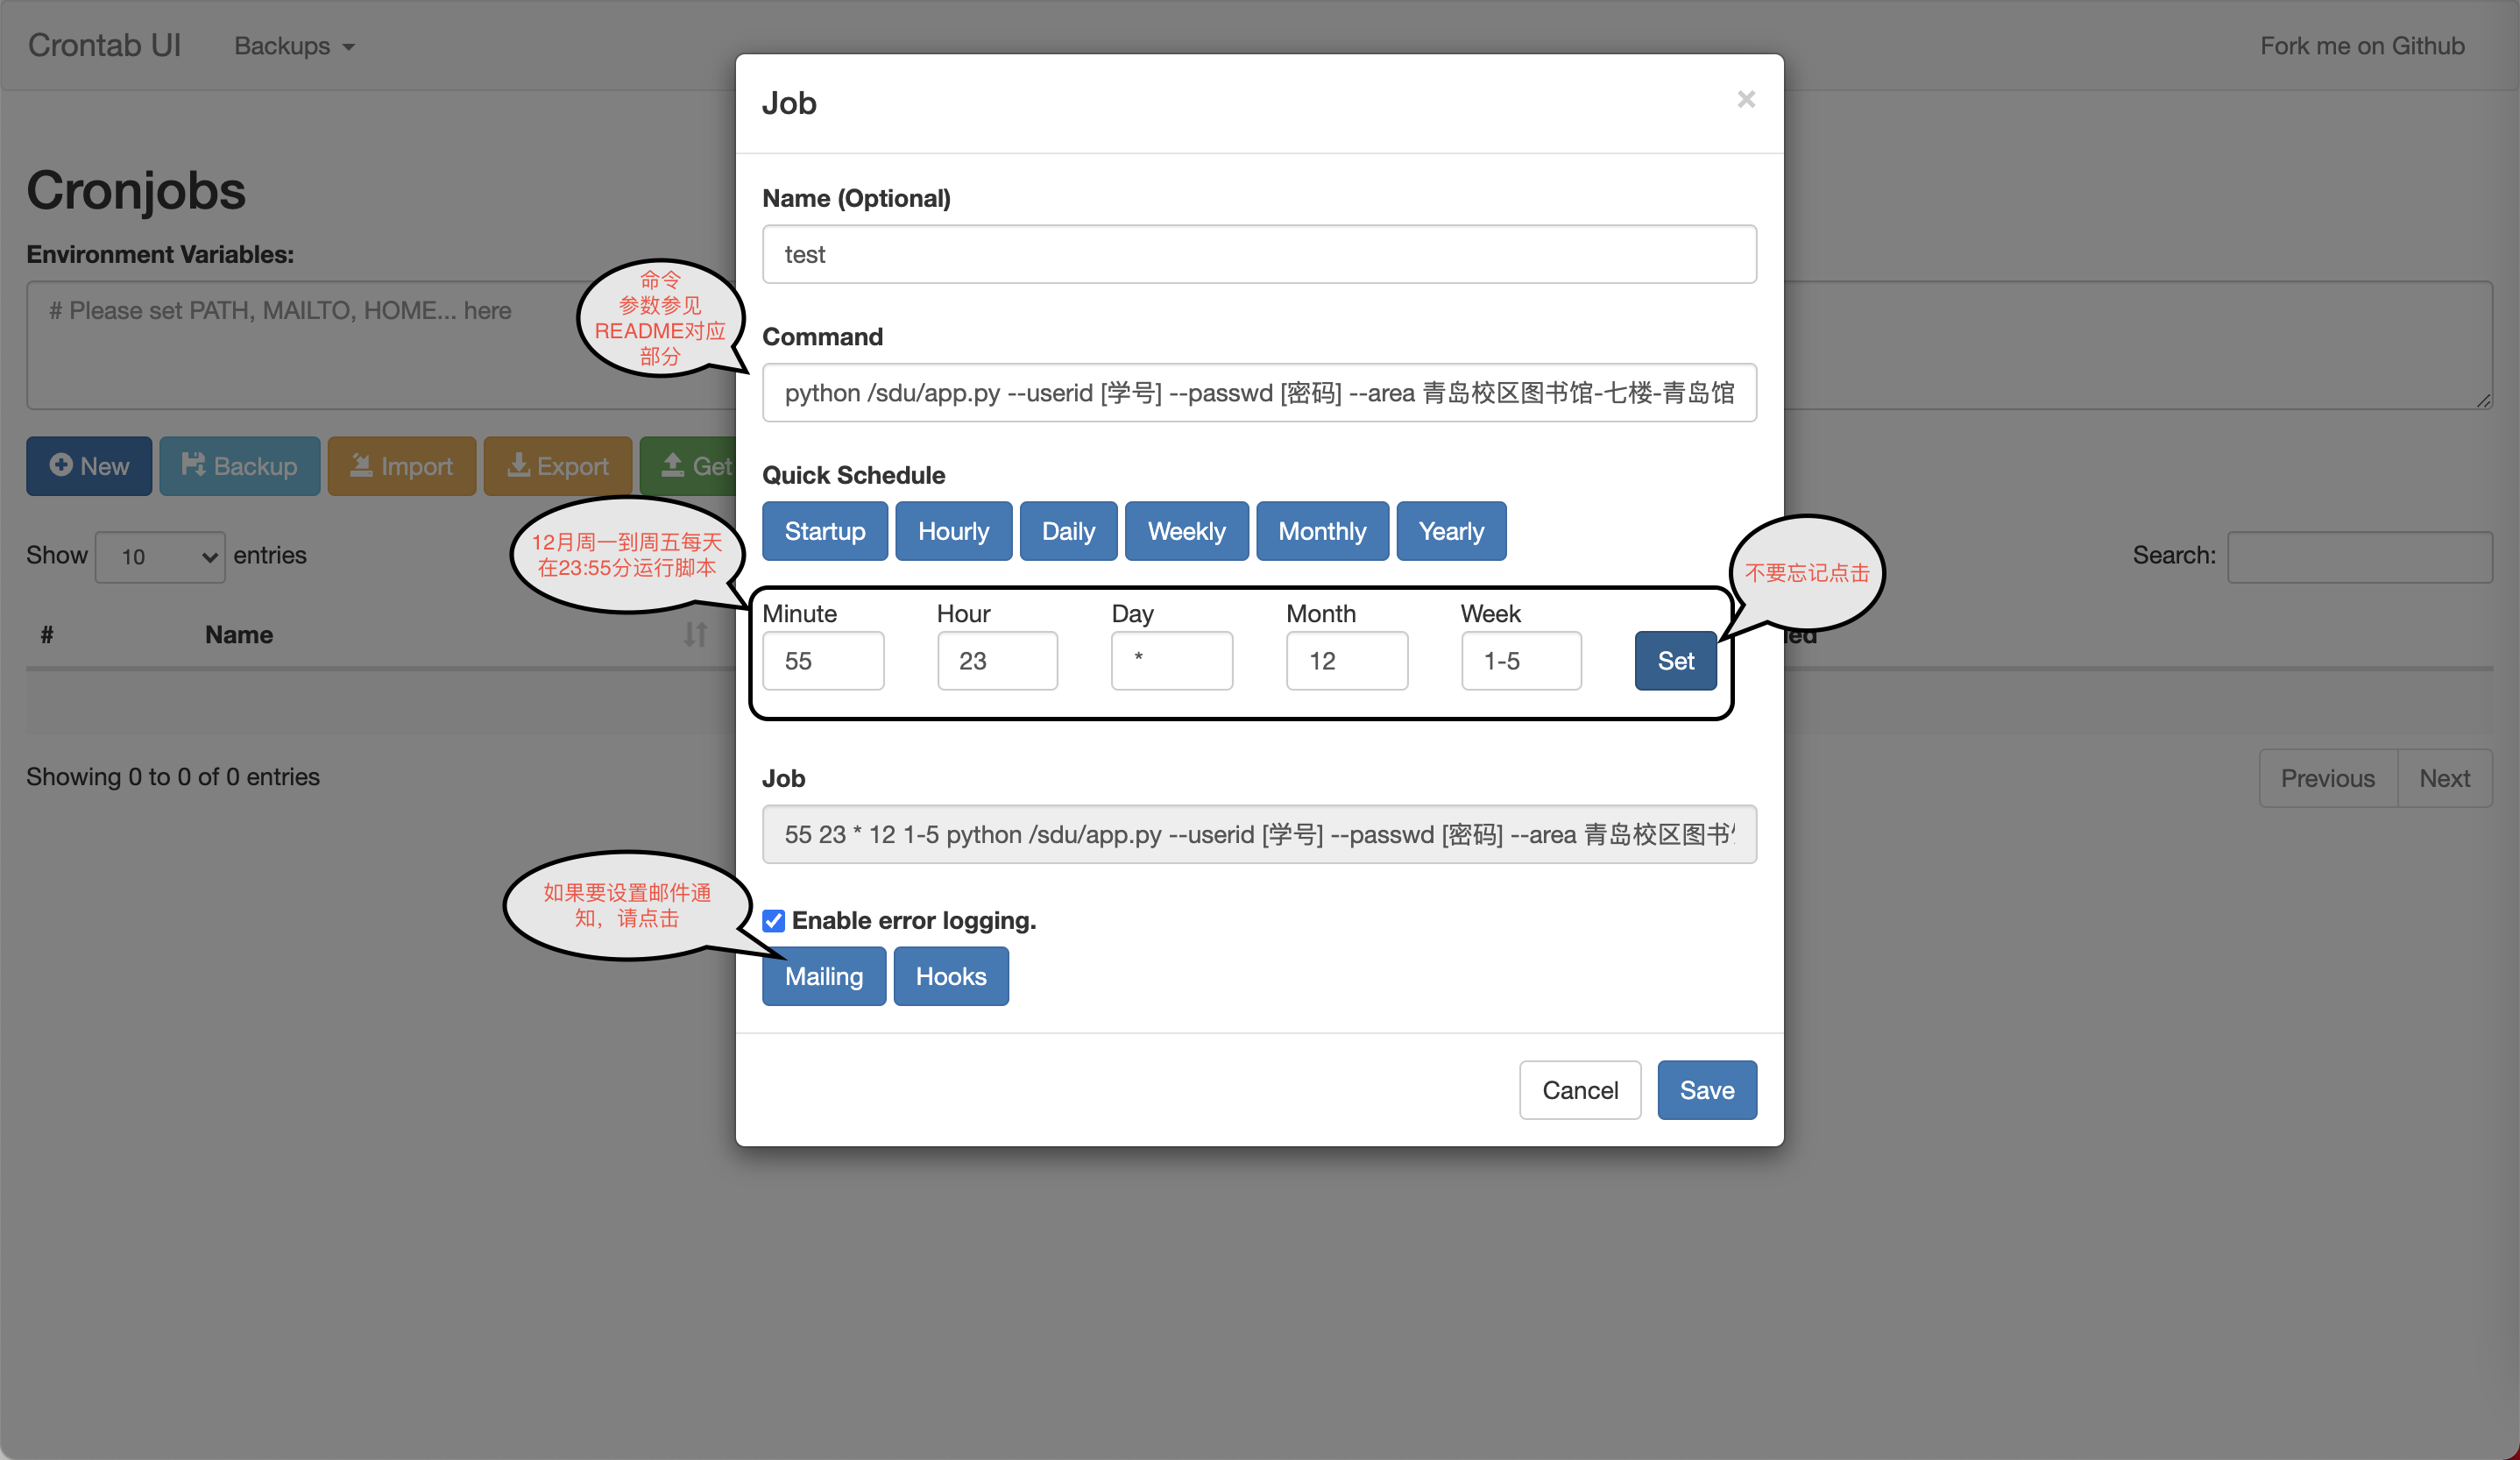 Crontab UI
Backups
Fork me on Github
Cronjobs
Environment Variables:
# Please set PATH, MAILTO, HOME... here
New
Backup
Import
Export
Get
Show 10 entries
Search:
#
Name
Showing 0 to 0 of 0 entries
Previous
Next
Job
×
Name (Optional)
test
命令
参数参见
README对应
部分
Command
python /sdu/app.py --userid [学号] --passwd [密码] --area 青岛校区图书馆-七楼-青岛馆
Quick Schedule
Startup
Hourly
Daily
Weekly
Monthly
Yearly
12月周一到周五每天
在23:55分运行脚本
不要忘记点击
Minute
Hour
Day
Month
Week
55
23
*
12
1-5
Set
Job
55 23 * 12 1-5 python /sdu/app.py --userid [学号] --passwd [密码] --area 青岛校区图书
如果要设置邮件通
知，请点击
Enable error logging.
Mailing
Hooks
Cancel
Save